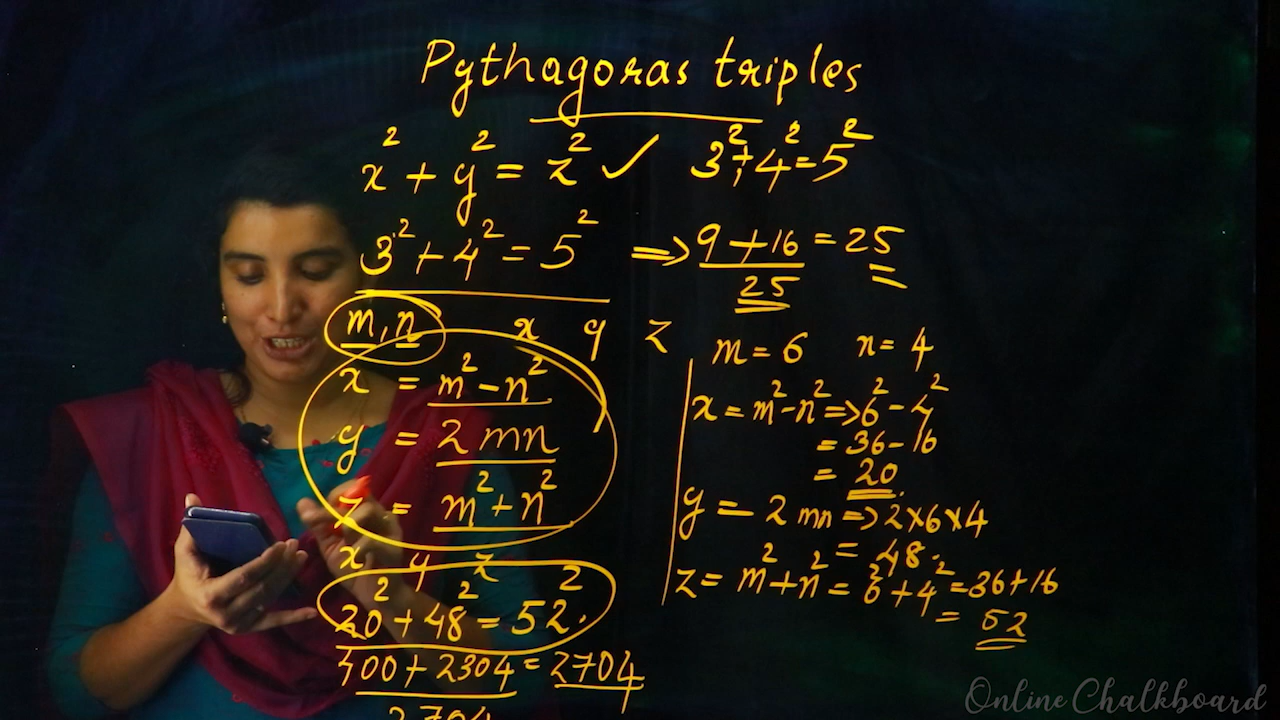 Pythagoras triples
x² + y² = z² ✓ 3² + 4² = 5²
3² + 4² = 5² ⇒ 9 + 16 = 25
25
m, n x y z
m = 6 n = 4
x = m² - n²
y = 2mn
z = m² + n²
x = m² - n² ⇒ 6² - 4²
= 36 - 16
= 20.
y = 2mn ⇒ 2×6×4
= 48.
z = m² + n² = 6² + 4² = 36 + 16
= 52
x y z
20² + 48² = 52².
400 + 2304 = 2704
2704
Online Chalkboard